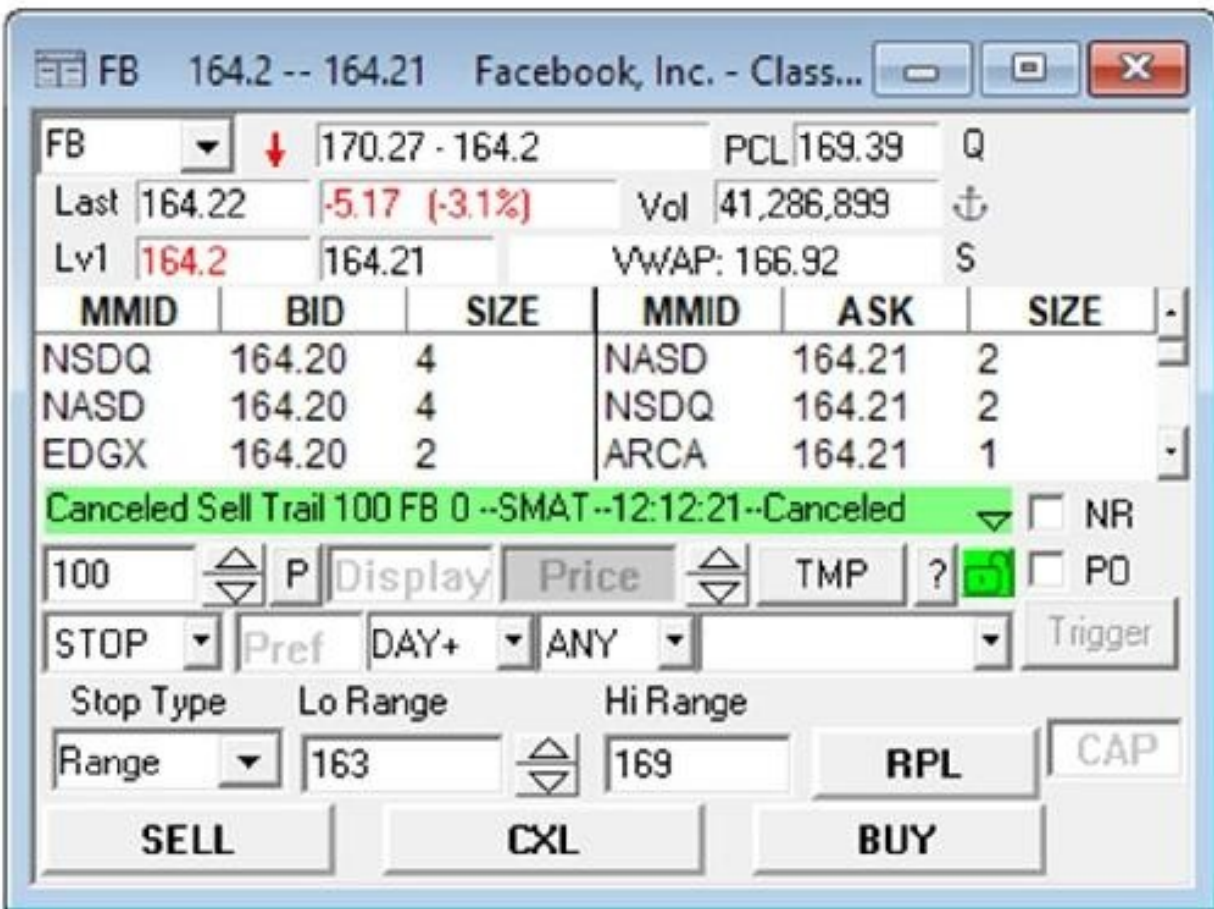 FB 164.2 -- 164.21 Facebook, Inc. - Class...
FB 170.27 - 164.2 PCL 169.39 Q
Last 164.22 -5.17 (-3.1%) Vol 41,286,899
Lv1 164.2 164.21 VWAP: 166.92 S
MMID BID SIZE MMID ASK SIZE
NSDQ 164.20 4 NASD 164.21 2
NASD 164.20 4 NSDQ 164.21 2
EDGX 164.20 2 ARCA 164.21 1
Canceled Sell Trail 100 FB 0 --SMAT--12:12:21--Canceled NR
100 P Display Price TMP ? PO
STOP Pref DAY+ ANY Trigger
Stop Type Lo Range Hi Range
Range 163 169 RPL CAP
SELL CXL BUY